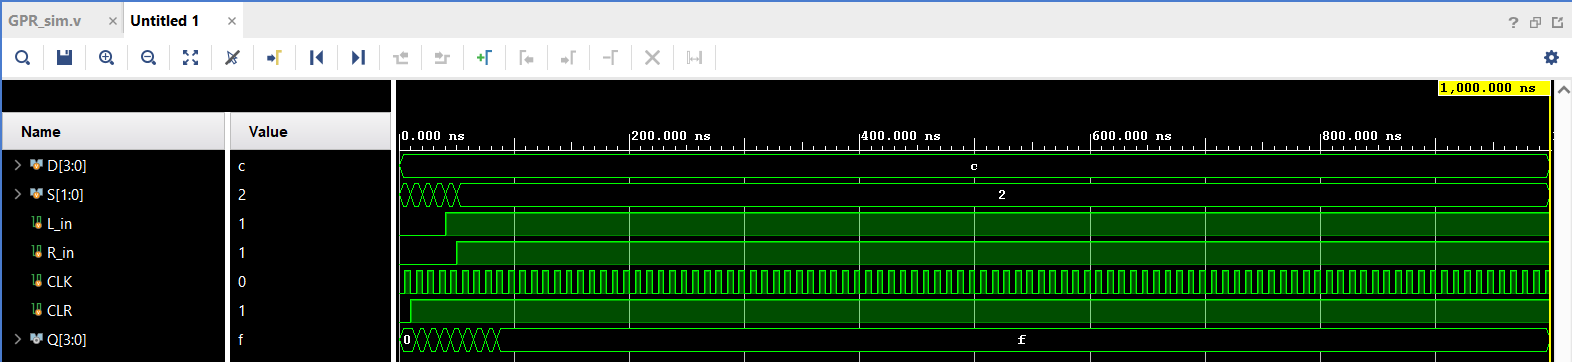 GPR_sim.v × Untitled 1 ×
?
1,000.000 ns
Name Value
0.000 ns 200.000 ns 400.000 ns 600.000 ns 800.000 ns
D[3:0] c c
S[1:0] 2 2
L_in 1
R_in 1
CLK 0
CLR 1
Q[3:0] f 0 f